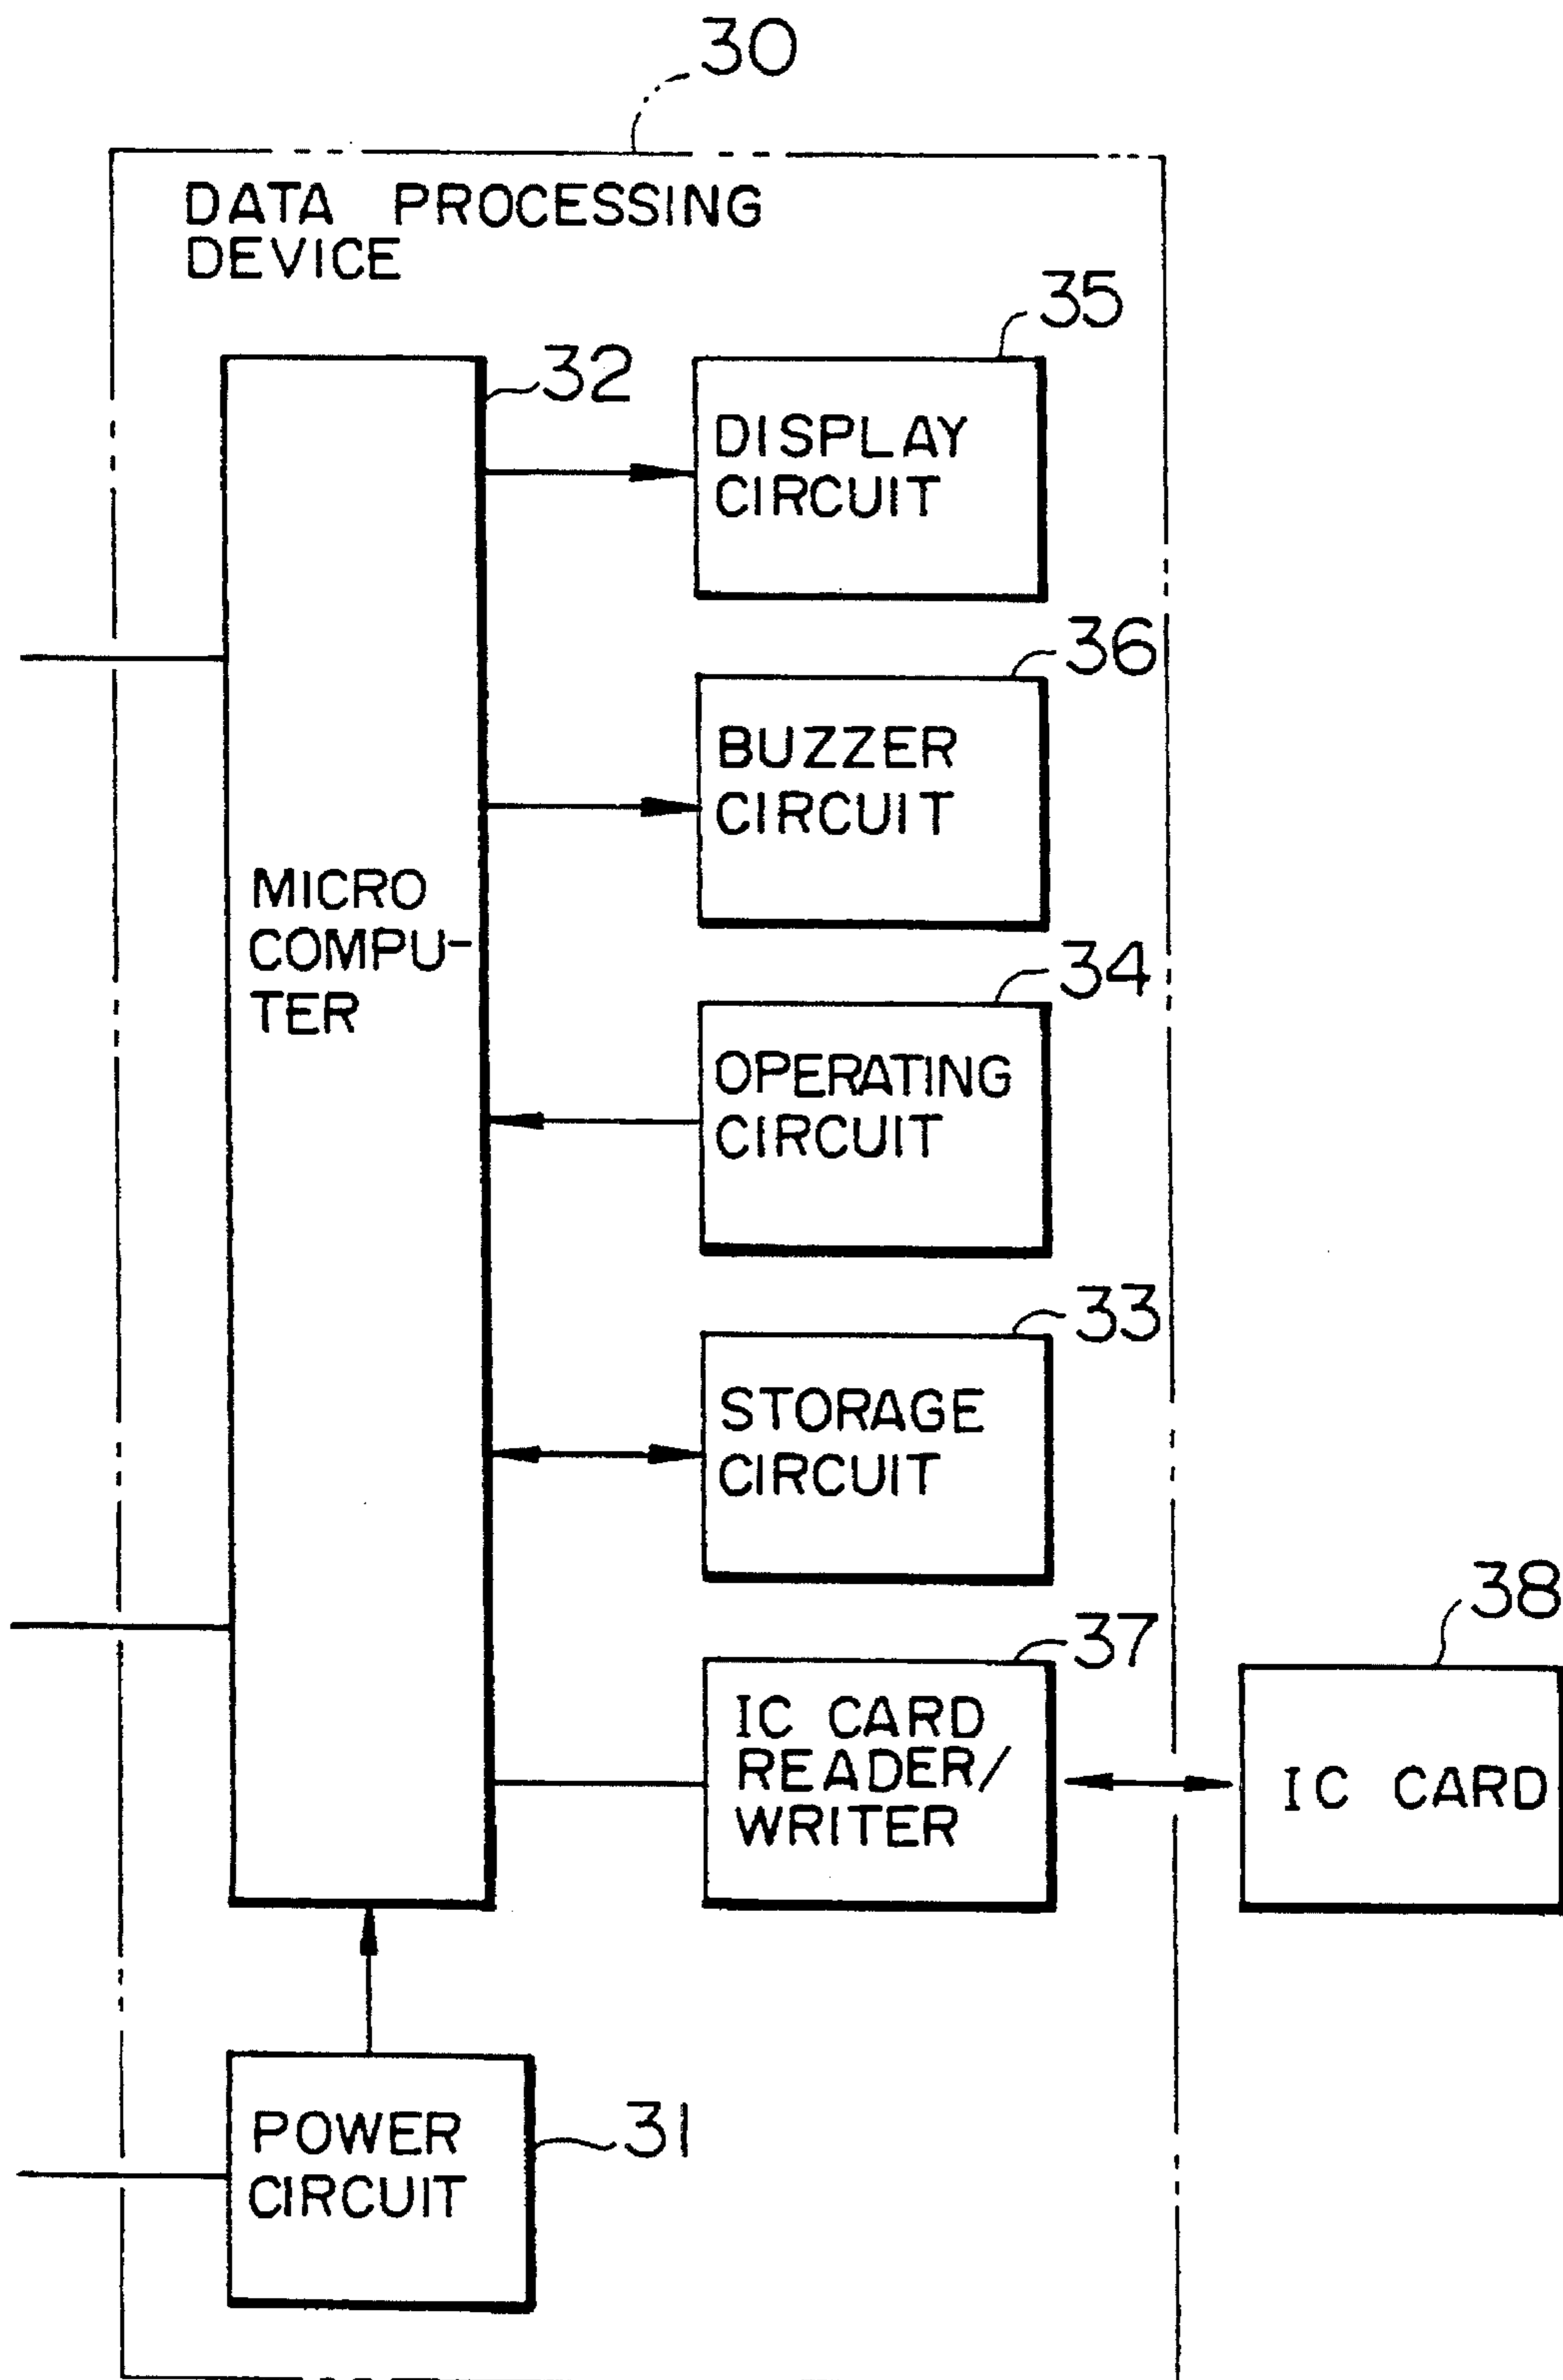 30
DATA PROCESSING
DEVICE
35
32
DISPLAY
CIRCUIT
36
BUZZER
CIRCUIT
MICRO
COMPU-
TER
34
OPERATING
CIRCUIT
33
STORAGE
CIRCUIT
38
37
IC CARD
READER/
WRITER
IC CARD
31
POWER
CIRCUIT